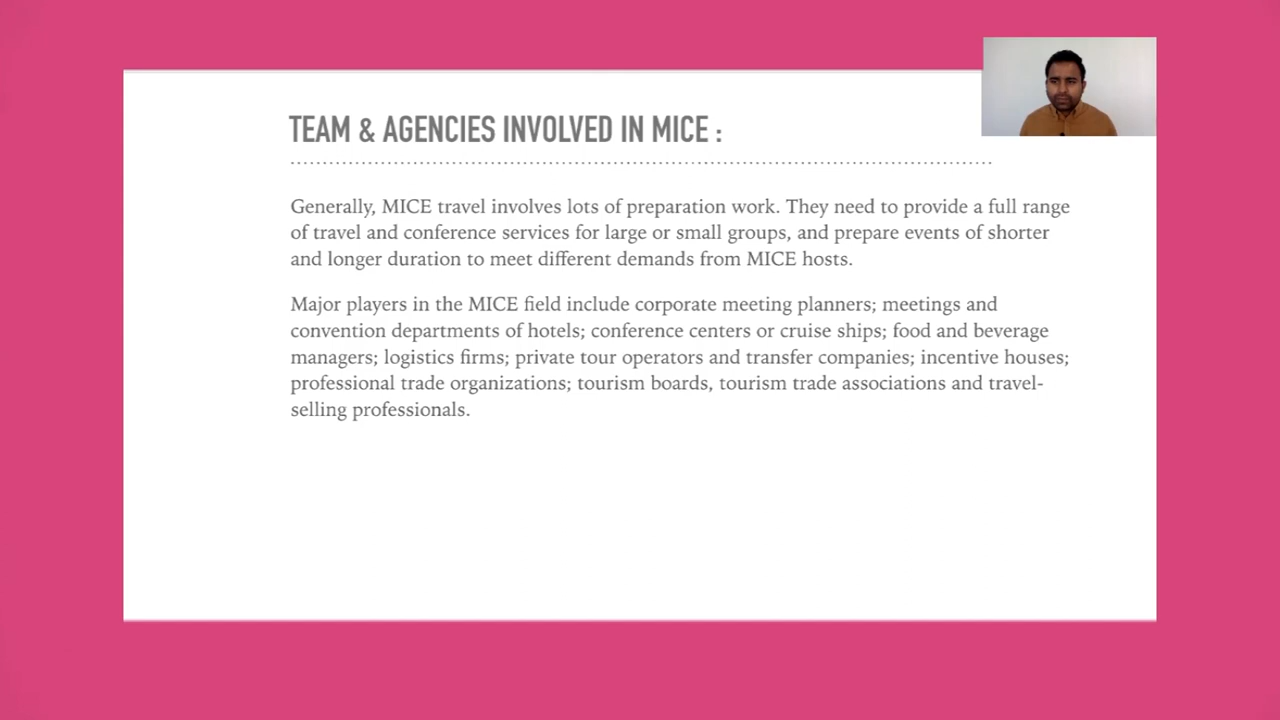 TEAM & AGENCIES INVOLVED IN MICE :
Generally, MICE travel involves lots of preparation work. They need to provide a full range
of travel and conference services for large or small groups, and prepare events of shorter
and longer duration to meet different demands from MICE hosts.
Major players in the MICE field include corporate meeting planners; meetings and
convention departments of hotels; conference centers or cruise ships; food and beverage
managers; logistics firms; private tour operators and transfer companies; incentive houses;
professional trade organizations; tourism boards, tourism trade associations and travel-
selling professionals.